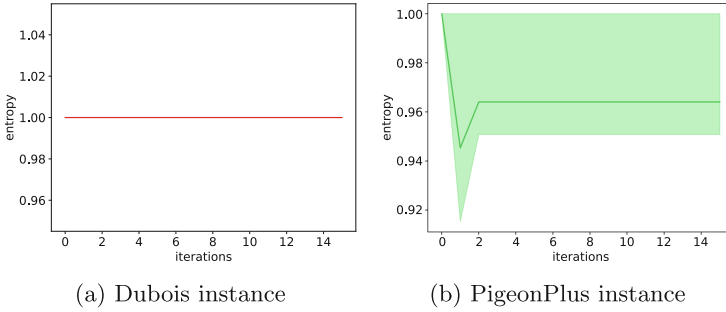 1.04
1.02
1.00
0.98
0.96
entropy
0 2 4 6 8 10 12 14
iterations
(a) Dubois instance
1.00
0.98
0.96
0.94
0.92
entropy
0 2 4 6 8 10 12 14
iterations
(b) PigeonPlus instance